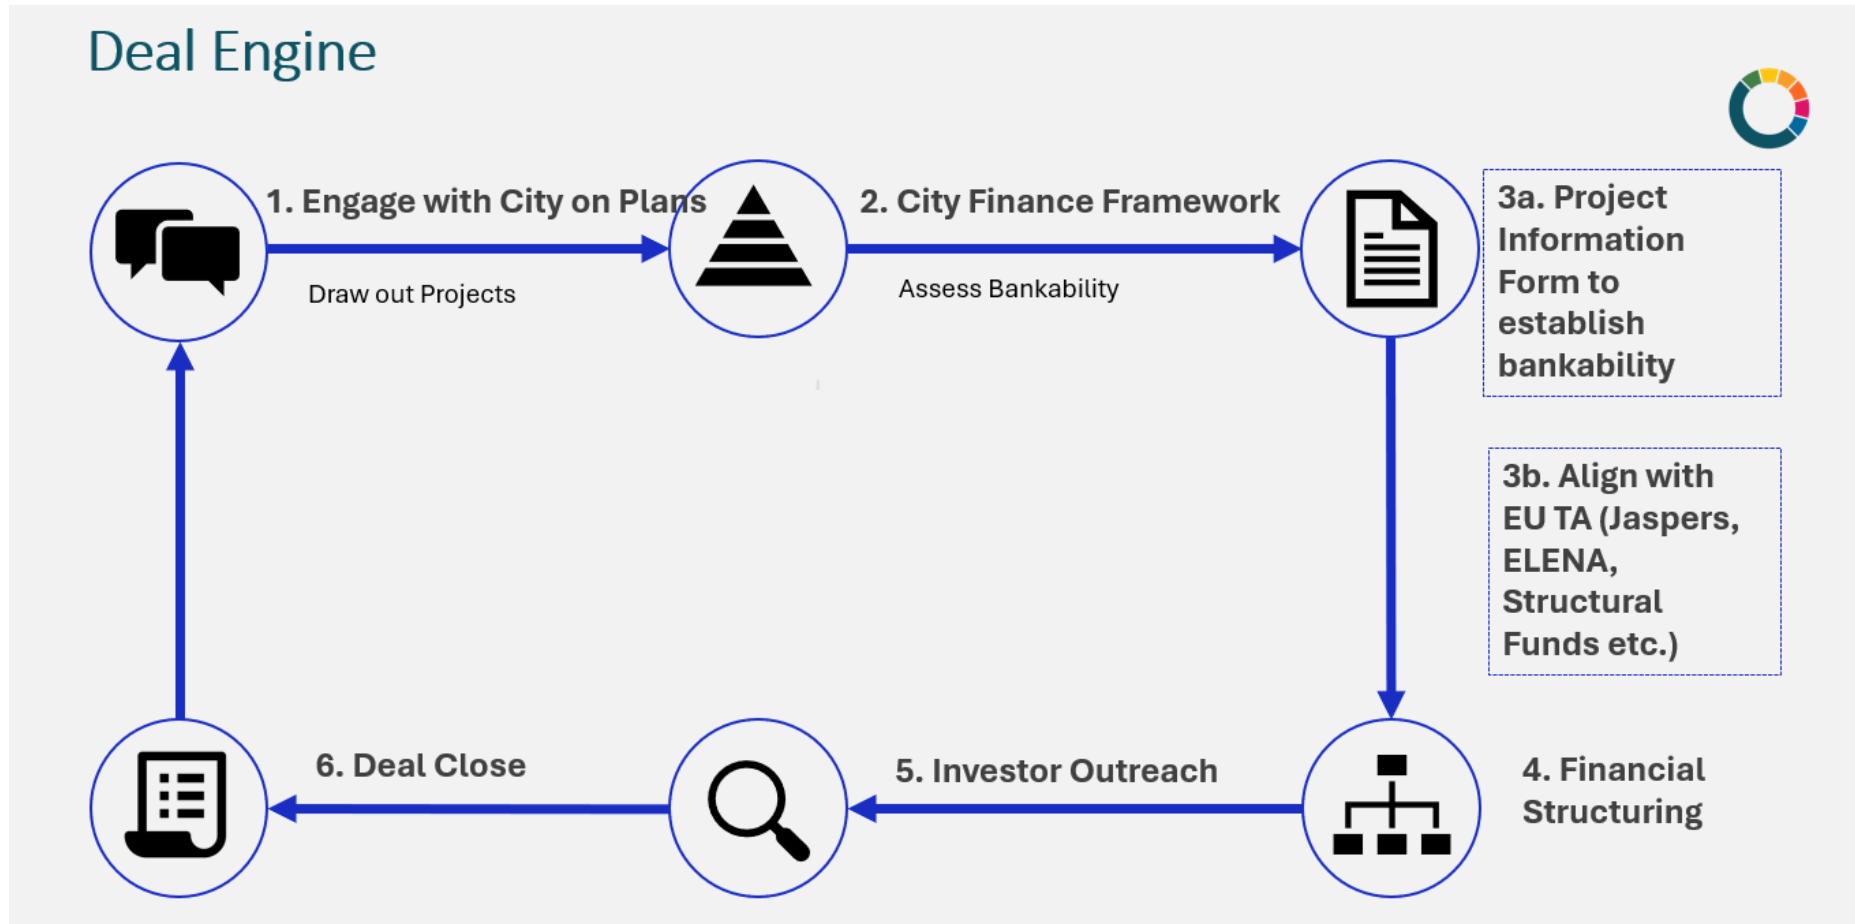 Deal Engine
1. Engage with City on Plans
Draw out Projects
2. City Finance Framework
Assess Bankability
3a. Project
Information
Form to
establish
bankability
3b. Align with
EU TA (Jaspers,
ELENA,
Structural
Funds etc.)
4. Financial
Structuring
5. Investor Outreach
6. Deal Close